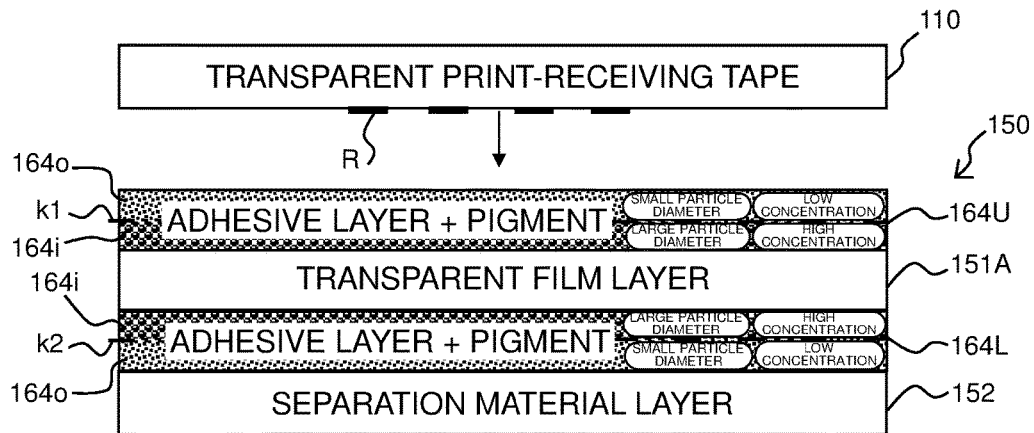 110
TRANSPARENT PRINT-RECEIVING TAPE
150
R
164o
k1
164i
ADHESIVE LAYER + PIGMENT
SMALL PARTICLE
DIAMETER
LOW
CONCENTRATION
LARGE PARTICLE
DIAMETER
HIGH
CONCENTRATION
164U
TRANSPARENT FILM LAYER
151A
164i
k2
164o
ADHESIVE LAYER + PIGMENT
LARGE PARTICLE
DIAMETER
HIGH
CONCENTRATION
SMALL PARTICLE
DIAMETER
LOW
CONCENTRATION
164L
SEPARATION MATERIAL LAYER
152